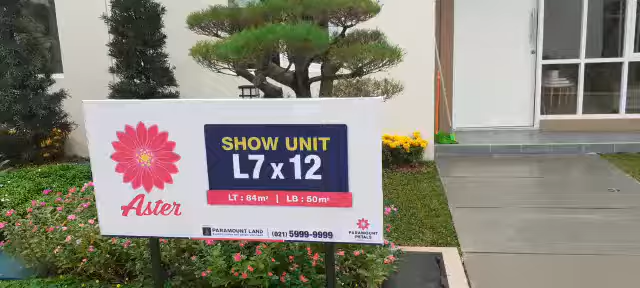 Aster
SHOW UNIT
L7 x 12
LT : 84m² | LB : 50m²
PARAMOUNT LAND
(021) 5999-9999
PARAMOUNT
PETALS